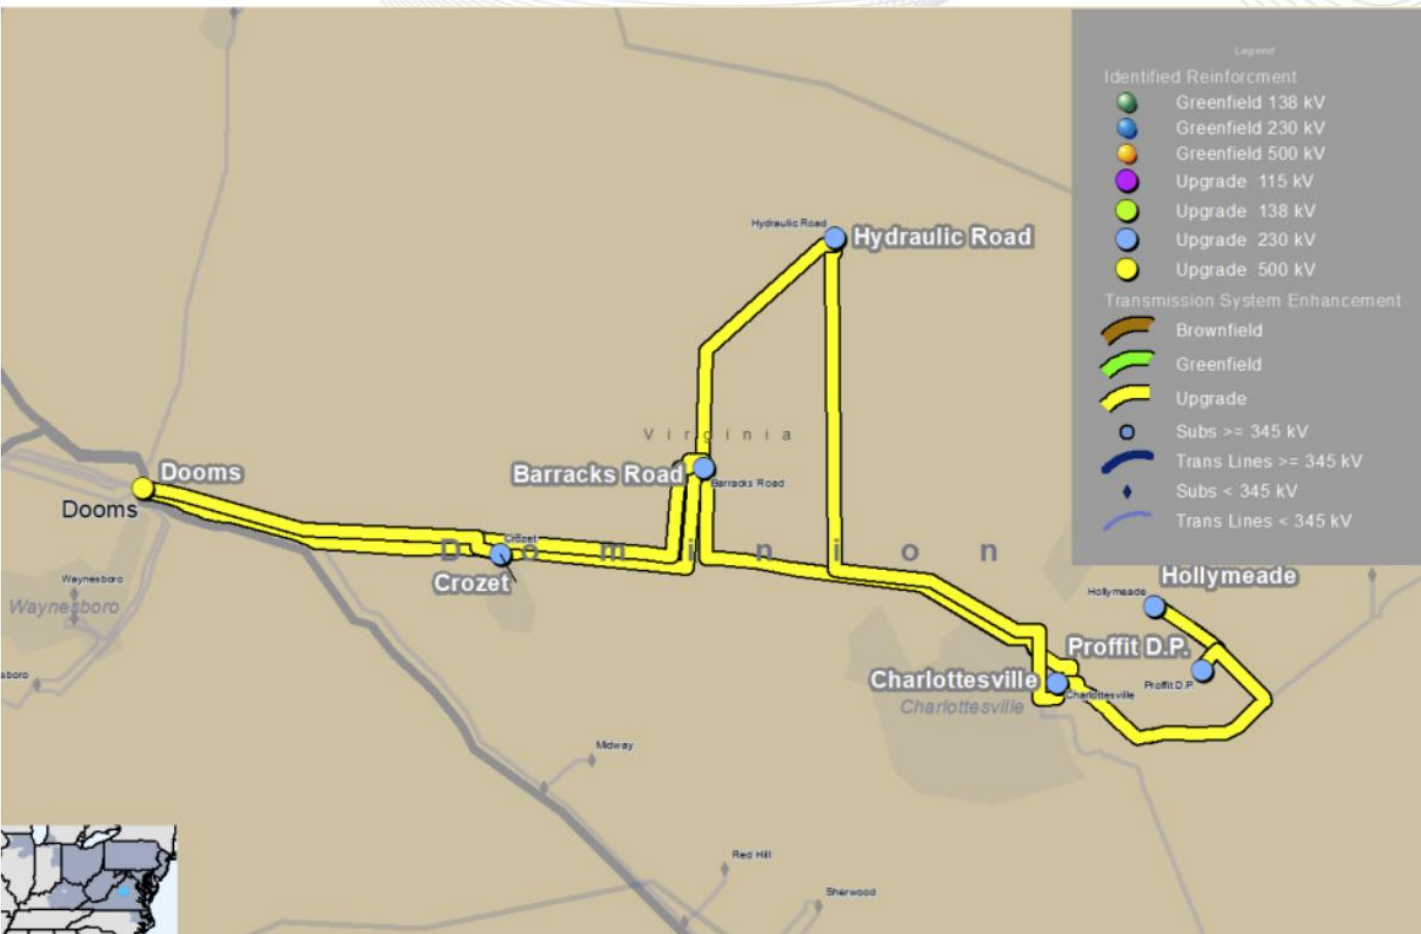 Legend
Identified Reinforcment
Greenfield 138 kV
Greenfield 230 kV
Greenfield 500 kV
Upgrade 115 kV
Upgrade 138 kV
Upgrade 230 kV
Upgrade 500 kV
Transmission System Enhancement
Brownfield
Greenfield
Upgrade
Subs >= 345 kV
Trans Lines >= 345 kV
Subs < 345 kV
Trans Lines < 345 kV
Hydraulic Road
Hydraulic Road
Virginia
Barracks Road
Barracks Road
Dooms
Dooms
Crozet
Dominion
Crozet
Waynesboro
Waynesboro
sboro
Hollymeade
Hollymeade
Proffit D.P.
Proffit D.P.
Charlottesville
Charlottesville
Charlottesville
Midway
Red Hill
Sherwood